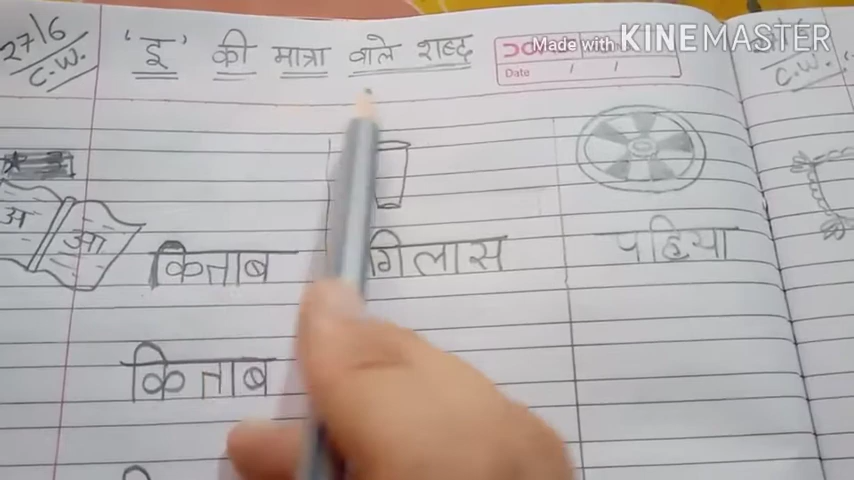 27/6
C.W.
'इ' की मात्रा वाले शब्द
Date / /
Made with KINEMASTER
C.W.
अ आ
किताब गिलास पहिया
किताब